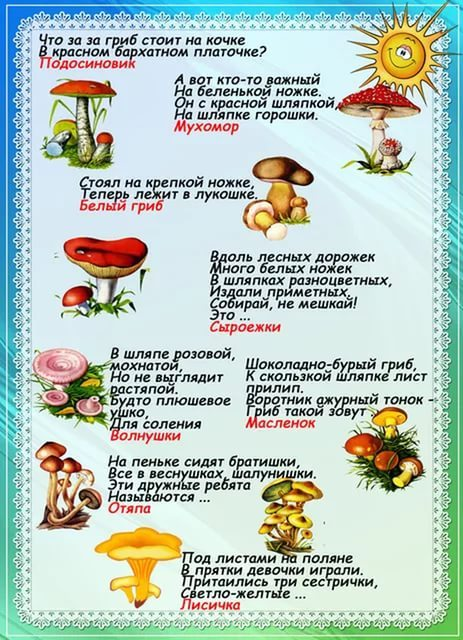 Что за за гриб стоит на кочке
В красном бархатном платочке?
Подосиновик
А вот кто-то важный
На беленькой ножке.
Он с красной шляпкой,
На шляпке горошки.
Мухомор
Стоял на крепкой ножке,
Теперь лежит в лукошке.
Белый гриб
Вдоль лесных дорожек
Много белых ножек
В шляпках разноцветных,
Издали приметных.
Собирай, не мешкай!
Это ...
Сыроежки
В шляпе розовой,
мохнатой,
Но не выглядит
растяпой.
Будто плюшевое
ушко,
Для соления
Волнушки
Шоколадно-бурый гриб,
К скользкой шляпке лист
прилип.
Воротник ажурный тонок -
Гриб такой зовут ..
Масленок
На пеньке сидят братишки,
Все в веснушках, шалунишки.
Эти дружные ребята
Называются ...
Отяпа
Под листами на поляне
В прятки девочки играли.
Притаились три сестрички,
Светло-желтые ...
Лисичка